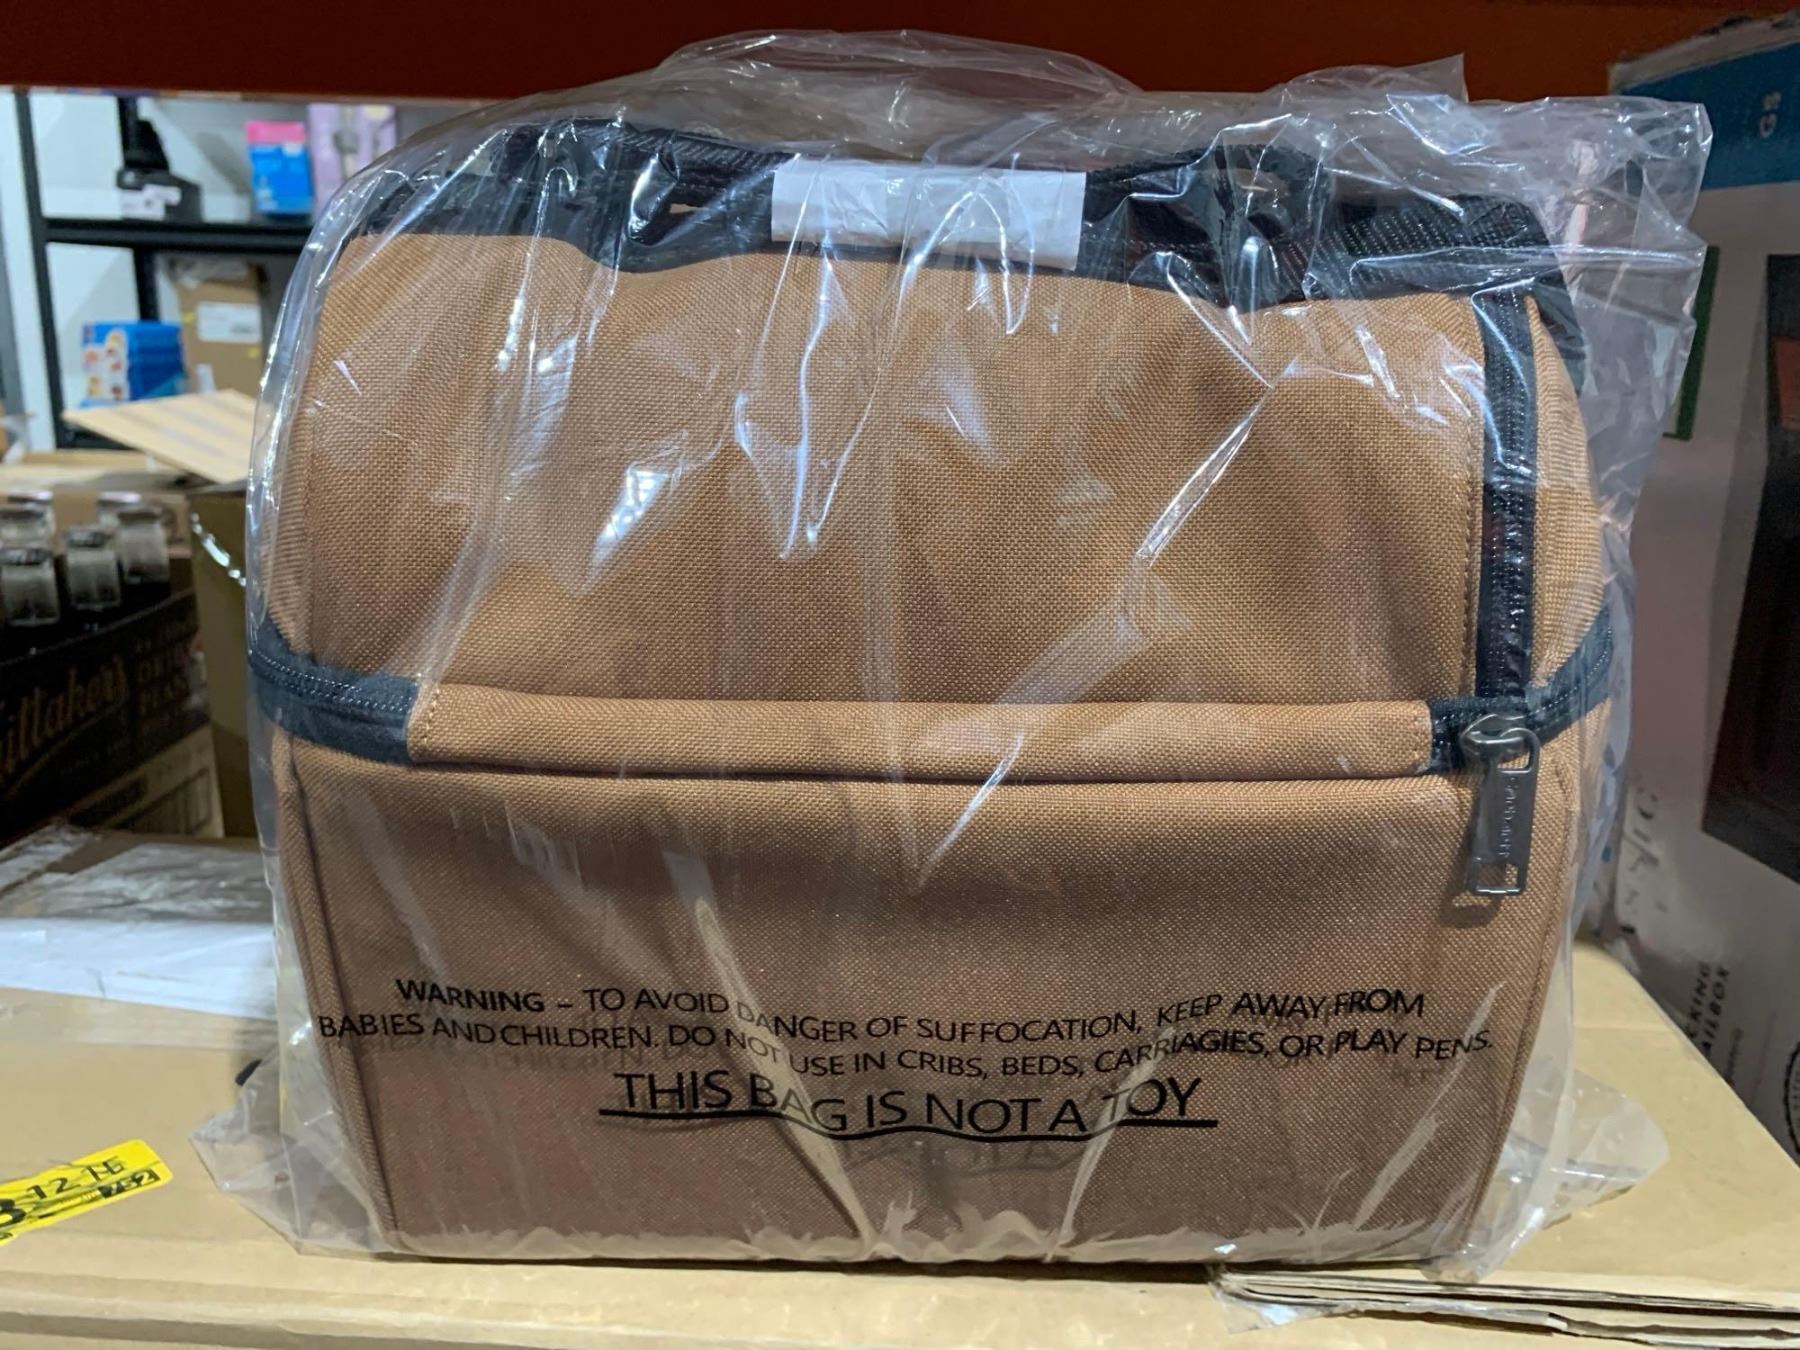 WARNING – TO AVOID DANGER OF SUFFOCATION, KEEP AWAY FROM
BABIES AND CHILDREN. DO NOT USE IN CRIBS, BEDS, CARRIAGIES, OR PLAY PENS.
THIS BAG IS NOT A TOY